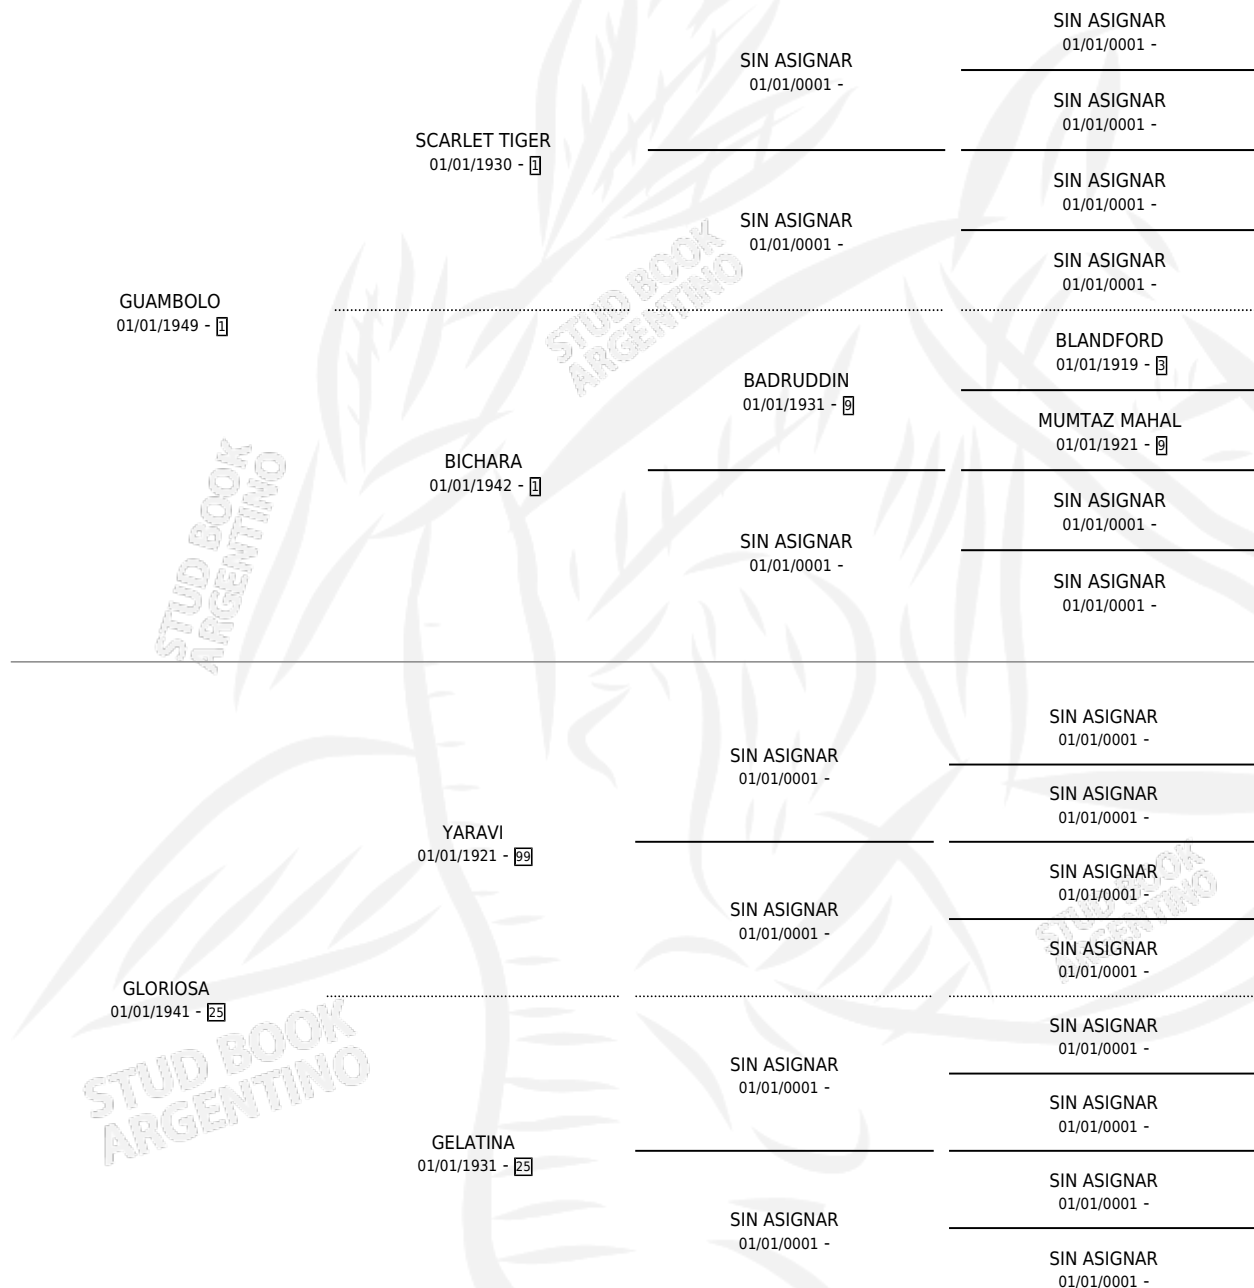 SIN ASIGNAR
01/01/0001 -
SIN ASIGNAR
01/01/0001 -
SIN ASIGNAR
01/01/0001 -
SCARLET TIGER
01/01/1930 - 1
SIN ASIGNAR
01/01/0001 -
SIN ASIGNAR
01/01/0001 -
SIN ASIGNAR
01/01/0001 -
GUAMBOLO
01/01/1949 - 1
STUD BOOK
ARGENTINO
BLANDFORD
01/01/1919 - 3
BADRUDDIN
01/01/1931 - 9
MUMTAZ MAHAL
01/01/1921 - 9
BICHARA
01/01/1942 - 1
SIN ASIGNAR
01/01/0001 -
SIN ASIGNAR
01/01/0001 -
SIN ASIGNAR
01/01/0001 -
STUD BOOK
ARGENTINO
SIN ASIGNAR
01/01/0001 -
SIN ASIGNAR
01/01/0001 -
SIN ASIGNAR
01/01/0001 -
YARAVI
01/01/1921 - 99
SIN ASIGNAR
01/01/0001 -
SIN ASIGNAR
01/01/0001 -
SIN ASIGNAR
01/01/0001 -
STUD BOOK
ARGENTINO
GLORIOSA
01/01/1941 - 25
SIN ASIGNAR
01/01/0001 -
SIN ASIGNAR
01/01/0001 -
SIN ASIGNAR
01/01/0001 -
STUD BOOK
ARGENTINO
GELATINA
01/01/1931 - 25
SIN ASIGNAR
01/01/0001 -
SIN ASIGNAR
01/01/0001 -
SIN ASIGNAR
01/01/0001 -